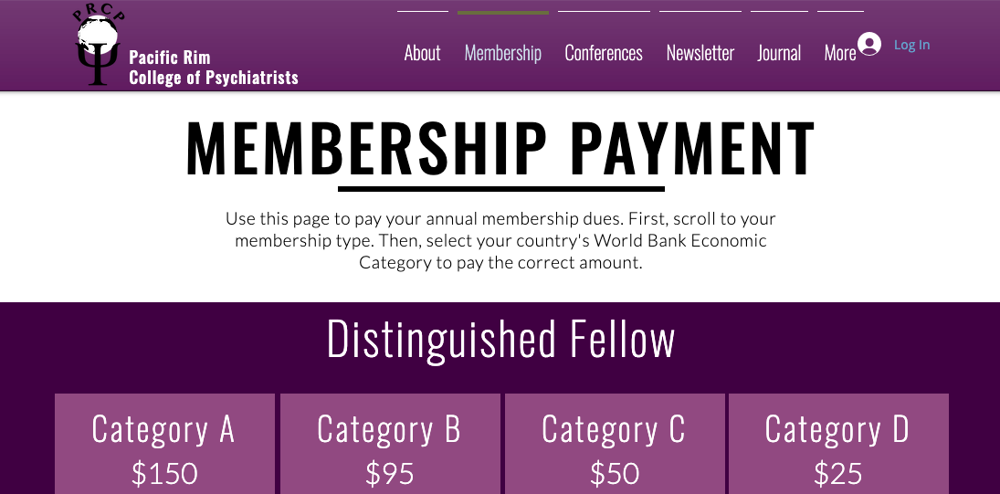 PRCP
Pacific Rim
College of Psychiatrists
About Membership Conferences Newsletter Journal More Log In
MEMBERSHIP PAYMENT
Use this page to pay your annual membership dues. First, scroll to your
membership type. Then, select your country's World Bank Economic
Category to pay the correct amount.
Distinguished Fellow
Category A Category B Category C Category D
$150 $95 $50 $25